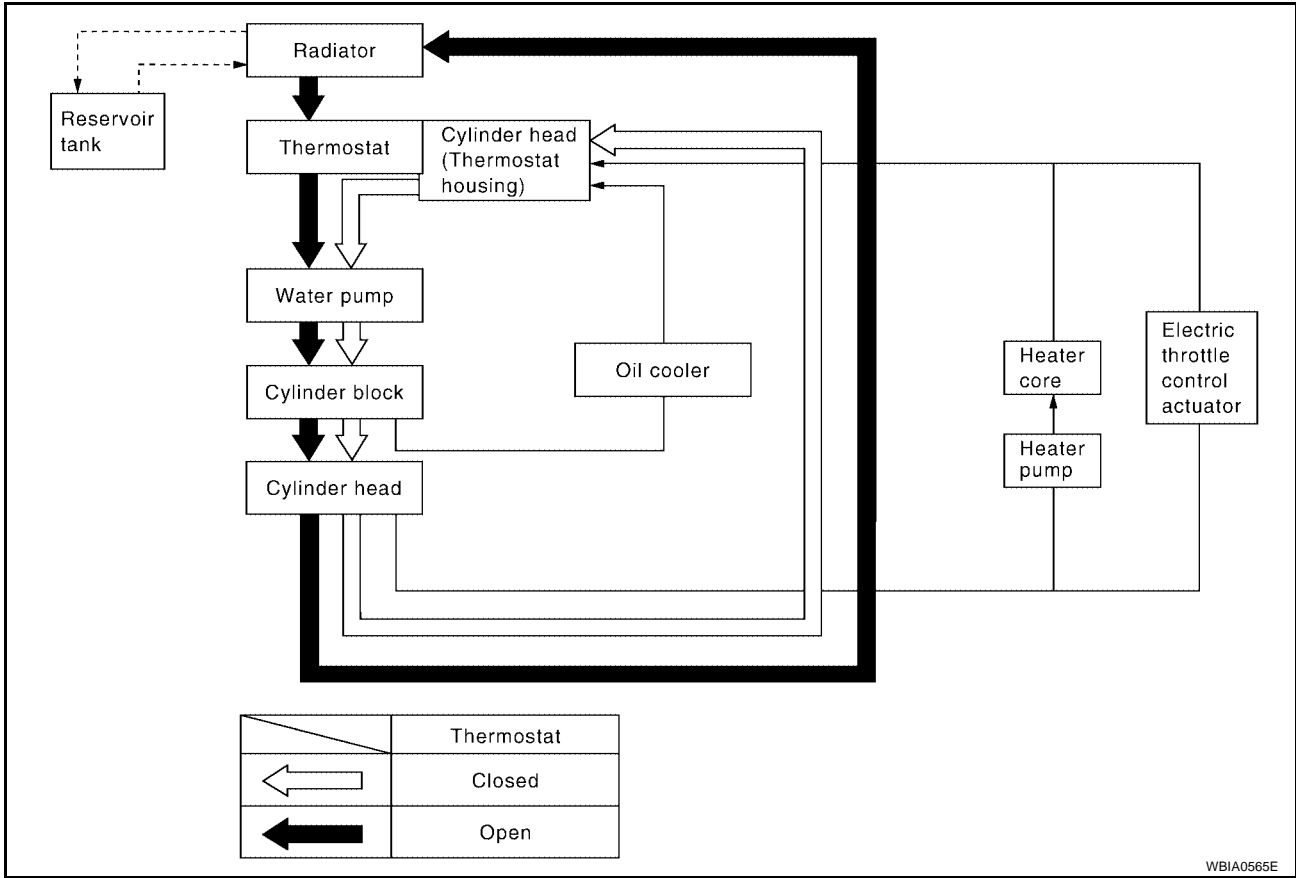 Radiator
Reservoir
tank
Thermostat
Cylinder head
(Thermostat
housing)
Water pump
Cylinder block
Cylinder head
Oil cooler
Heater
core
Heater
pump
Electric
throttle
control
actuator
Thermostat
Closed
Open
WBIA0565E